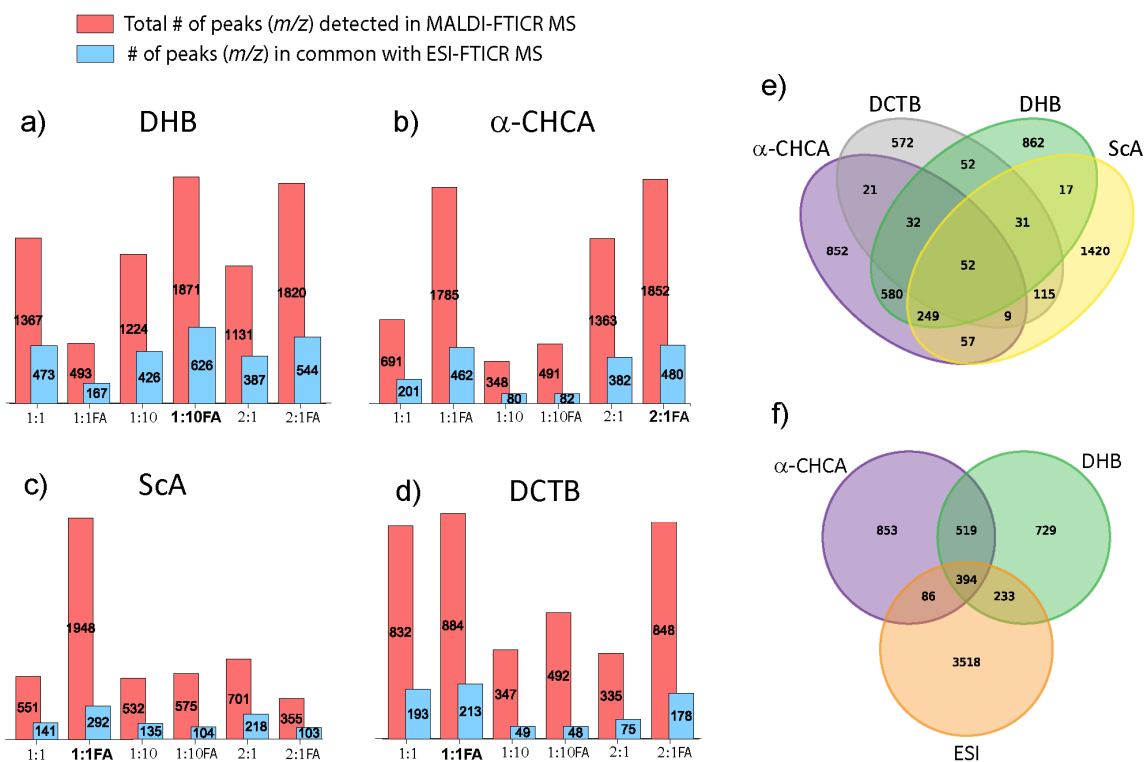 Total # of peaks (m/z) detected in MALDI-FTICR MS
# of peaks (m/z) in common with ESI-FTICR MS
a) DHB
1367 473 493 167 1224 426 1871 626 1131 387 1820 544
1:1 1:1FA 1:10 1:10FA 2:1 2:1FA
b) α-CHCA
691 201 1785 462 348 80 491 82 1363 382 1852 480
1:1 1:1FA 1:10 1:10FA 2:1 2:1FA
c) ScA
551 141 1948 292 532 135 575 104 701 218 355 103
1:1 1:1FA 1:10 1:10FA 2:1 2:1FA
d) DCTB
832 193 884 213 347 49 492 48 335 75 848 178
1:1 1:1FA 1:10 1:10FA 2:1 2:1FA
e)
DCTB DHB
α-CHCA ScA
572 862
52
21 17
32 31
852 1420
52
580 115
249 9
57
f)
α-CHCA DHB
853 519 729
394
86 233
3518
ESI